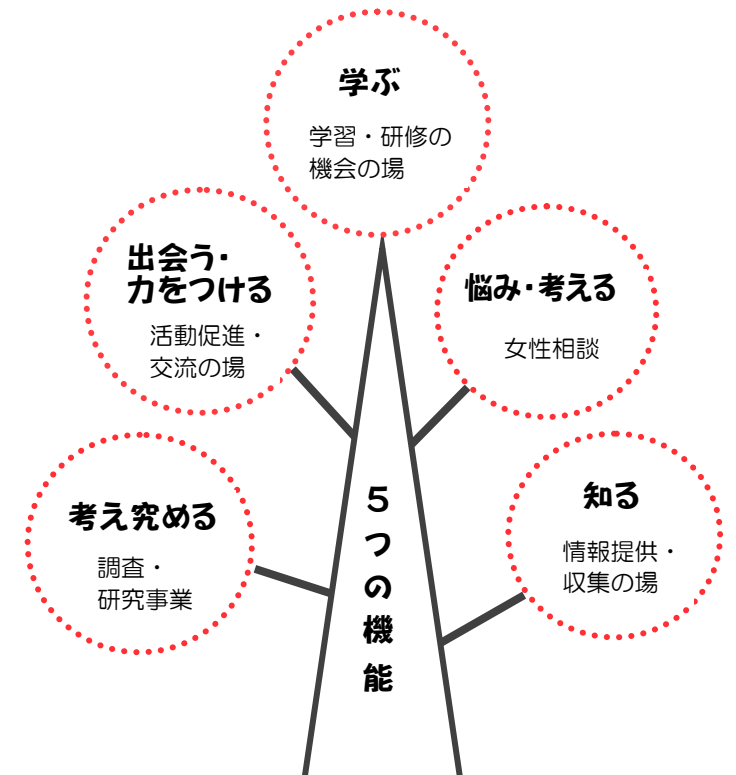 学ぶ
学習・研修の
機会の場
出会う・
力をつける
活動促進・
交流の場
悩み・考える
女性相談
考え究める
調査・
研究事業
知る
情報提供・
収集の場
5つの機能